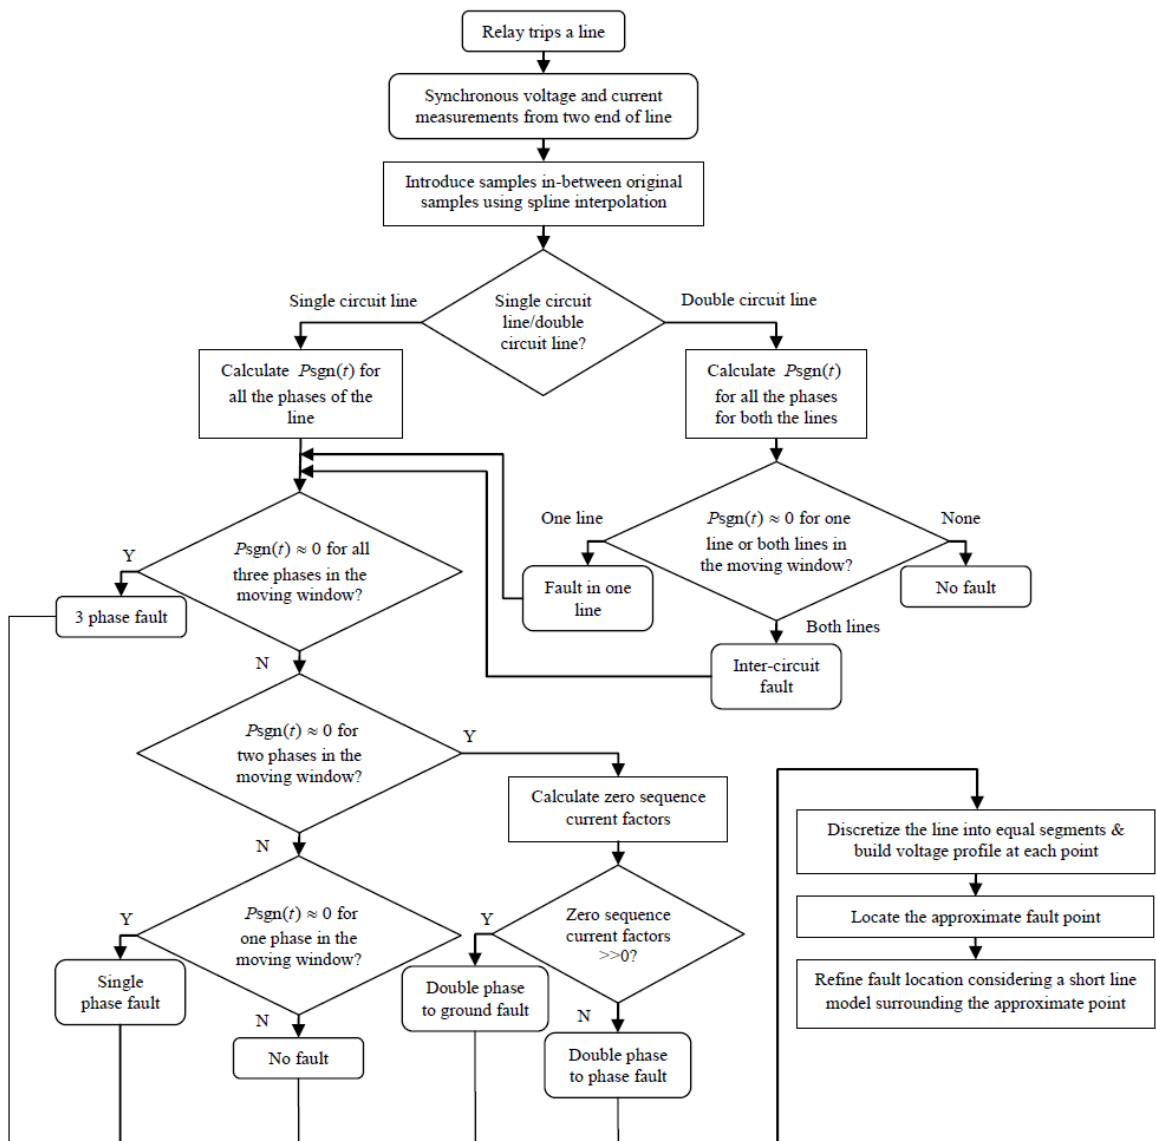 Relay trips a line
Synchronous voltage and current
measurements from two end of line
Introduce samples in-between original
samples using spline interpolation
Single circuit line
Single circuit
line/double
circuit line?
Double circuit line
Calculate Psgn(t) for
all the phases of the
line
Calculate Psgn(t)
for all the phases
for both the lines
One line
Psgn(t) ≈ 0 for one
line or both lines in
the moving window?
None
Y
Psgn(t) ≈ 0 for all
three phases in the
moving window?
Fault in one
line
No fault
3 phase fault
Both lines
N
Inter-circuit
fault
Psgn(t) ≈ 0 for
two phases in the
moving window?
Y
Calculate zero sequence
current factors
Discretize the line into equal segments &
build voltage profile at each point
N
Y
Psgn(t) ≈ 0 for
one phase in the
moving window?
Y
Zero sequence
current factors
>>0?
Locate the approximate fault point
Single
phase fault
Double phase
to ground fault
Refine fault location considering a short line
model surrounding the approximate point
N
N
No fault
Double phase
to phase fault